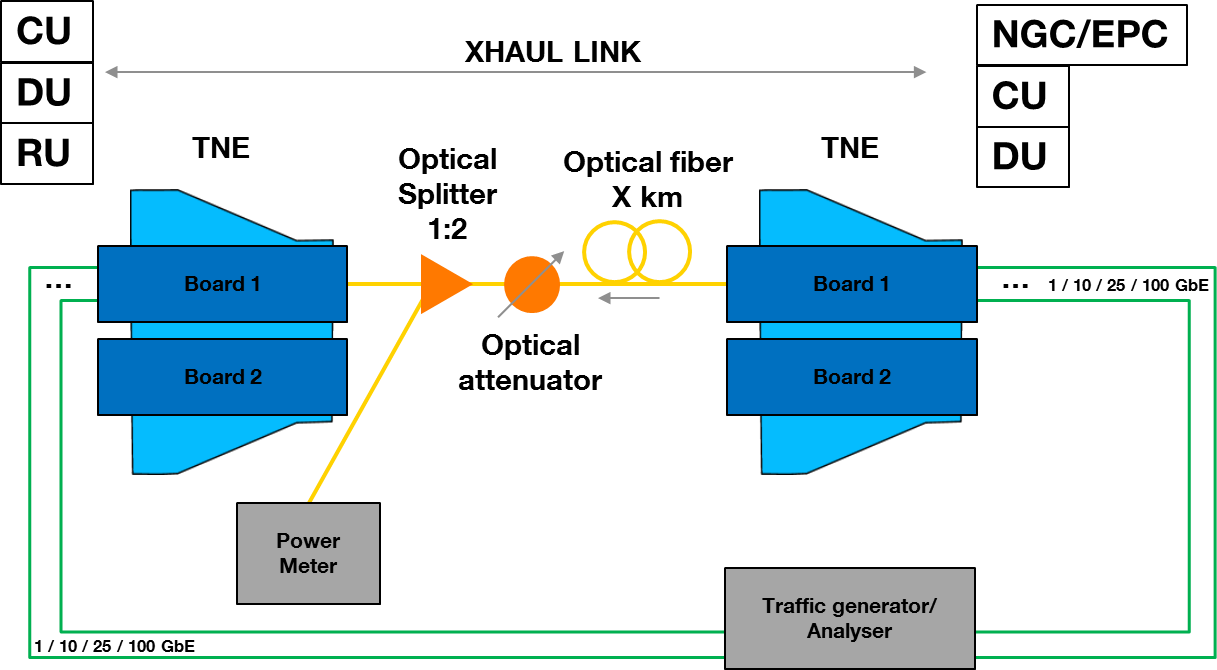 CU
DU
RU
XHAUL LINK
NGC/EPC
CU
DU
TNE
Optical
Splitter
1:2
Optical fiber
X km
TNE
...
Board 1
Board 2
Optical
attenuator
Board 1
Board 2
... 1 / 10 / 25 / 100 GbE
Power
Meter
Traffic generator/
Analyser
1 / 10 / 25 / 100 GbE